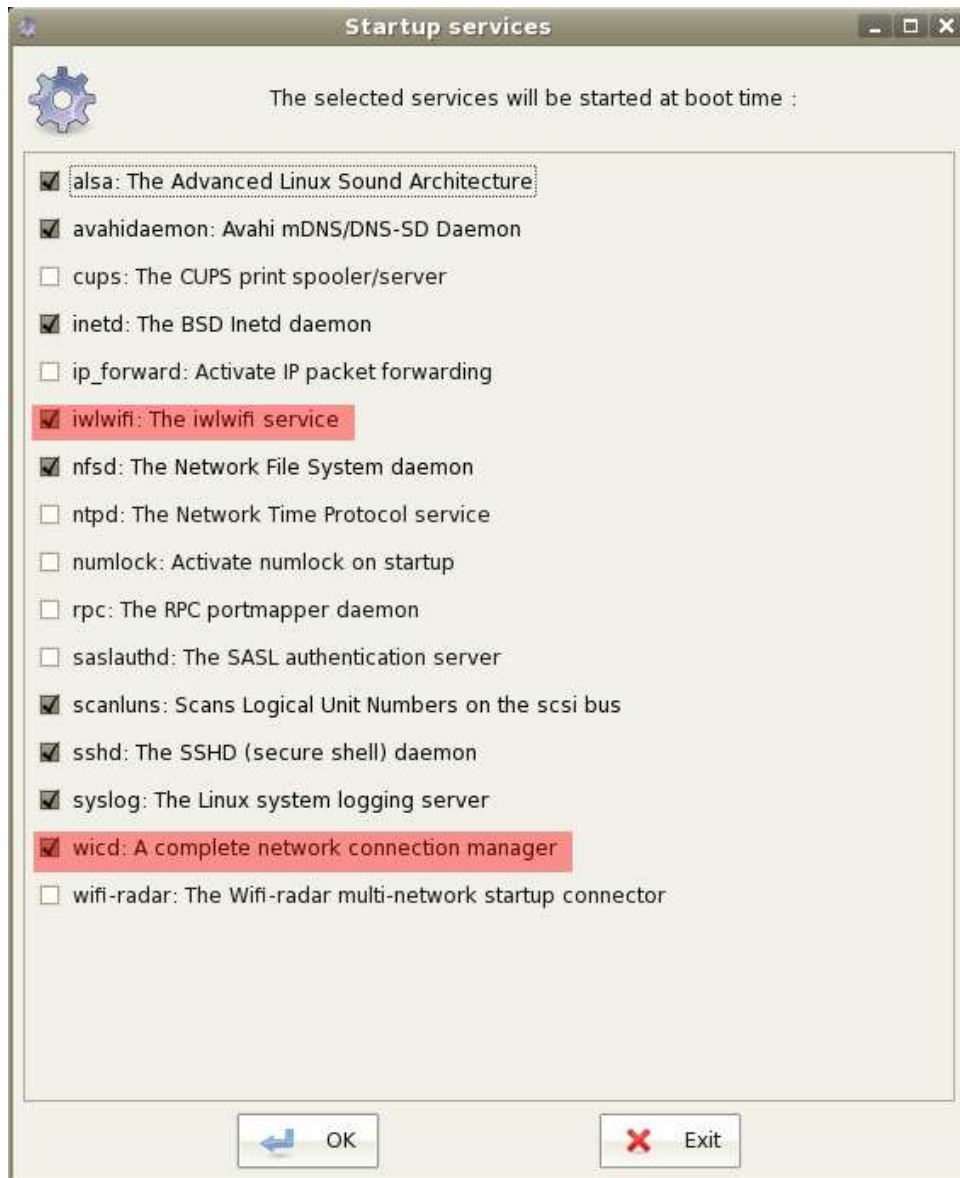 Startup services
The selected services will be started at boot time :
alsa: The Advanced Linux Sound Architecture
avahidaemon: Avahi mDNS/DNS-SD Daemon
cups: The CUPS print spooler/server
inetd: The BSD Inetd daemon
ip_forward: Activate IP packet forwarding
iwlwifi: The iwlwifi service
nfsd: The Network File System daemon
ntpd: The Network Time Protocol service
numlock: Activate numlock on startup
rpc: The RPC portmapper daemon
saslauthd: The SASL authentication server
scanluns: Scans Logical Unit Numbers on the scsi bus
sshd: The SSHD (secure shell) daemon
syslog: The Linux system logging server
wicd: A complete network connection manager
wifi-radar: The Wifi-radar multi-network startup connector
OK
Exit